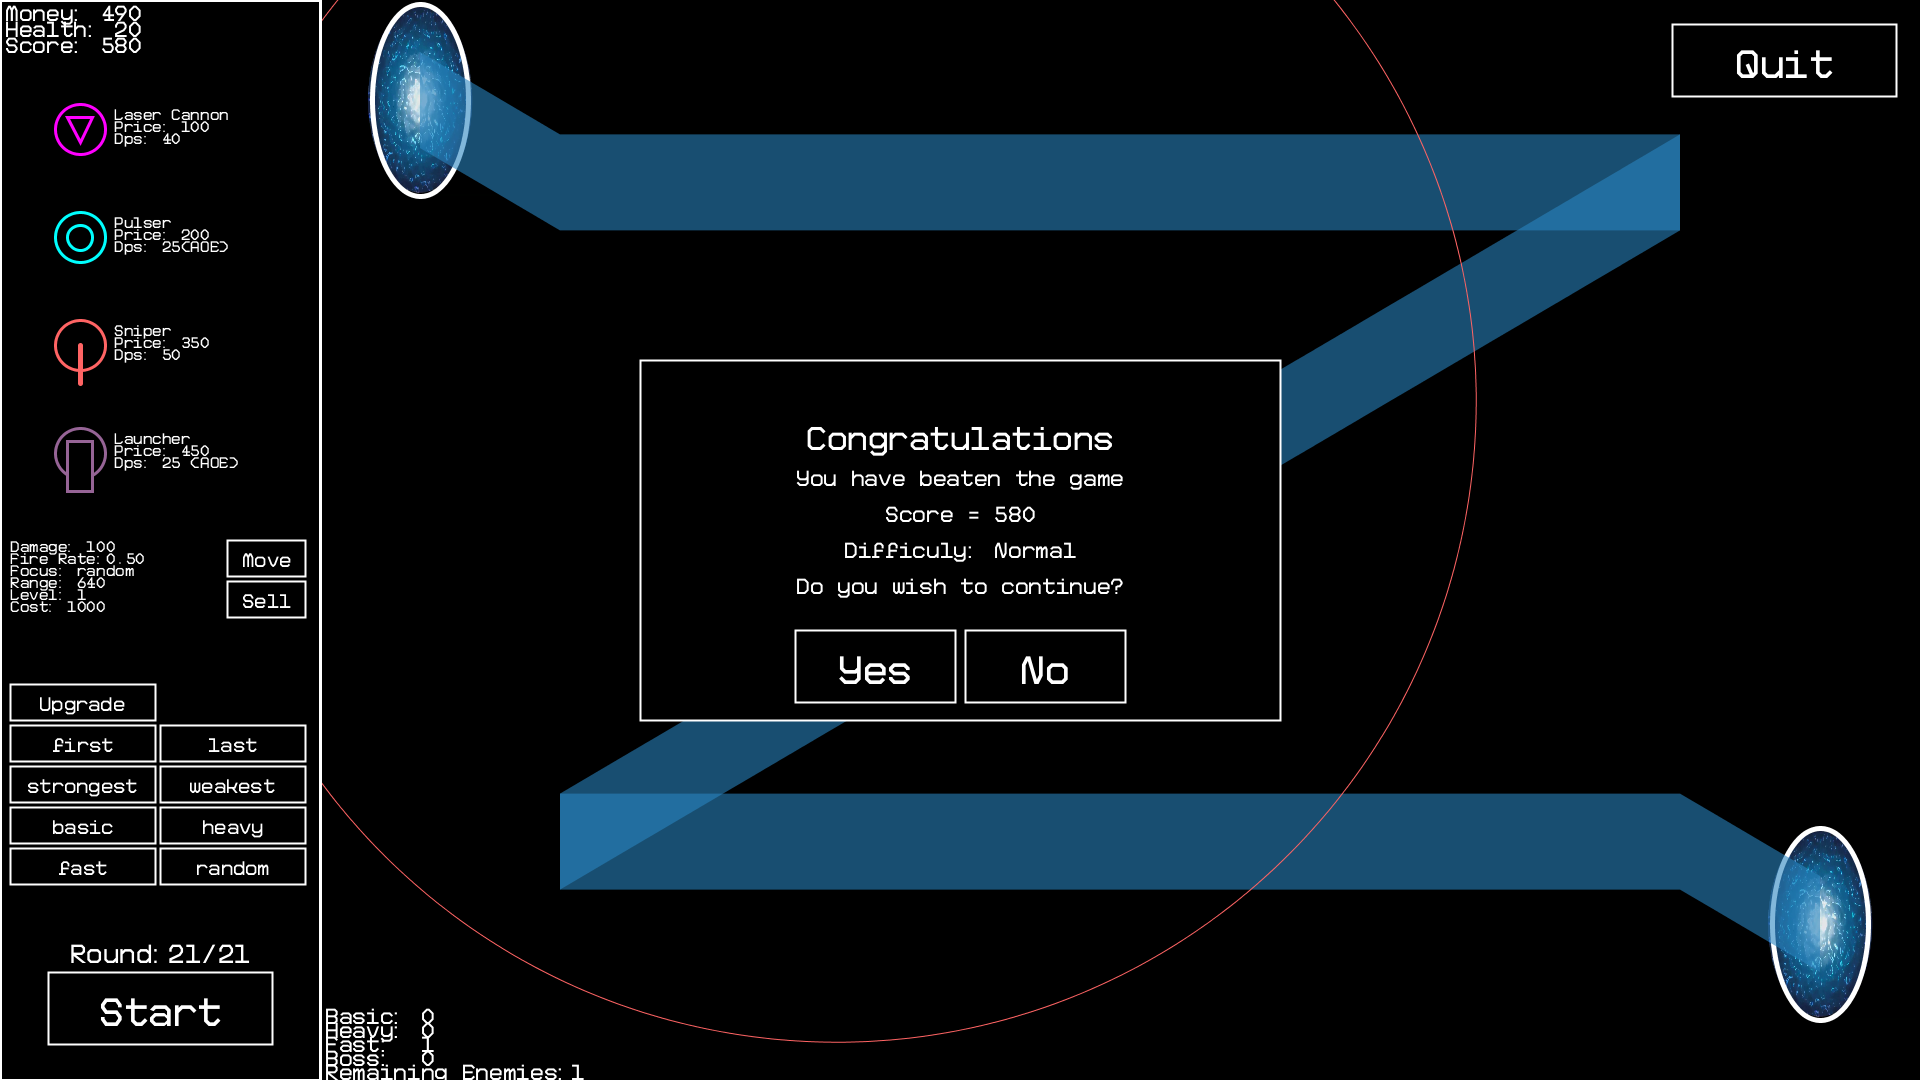 Money: 490
Health: 20
Score: 580
Quit
Laser Cannon
Price: 100
Dps: 40
Pulser
Price: 200
Dps: 25(AOE)
Sniper
Price: 350
Dps: 50
Launcher
Price: 450
Dps: 25 (AOE)
Congratulations
You have beaten the game
Score = 580
Difficuly: Normal
Do you wish to continue?
Yes No
Damage: 100
Fire Rate: 0.50
Focus: random
Range: 640
Level: 1
Cost: 1000
Move
Sell
Upgrade
first last
strongest weakest
basic heavy
fast random
Round: 21/21
Start
Basic: 0
Heavy: 0
Fast: 1
Boss: 0
Remaining Enemies: 1